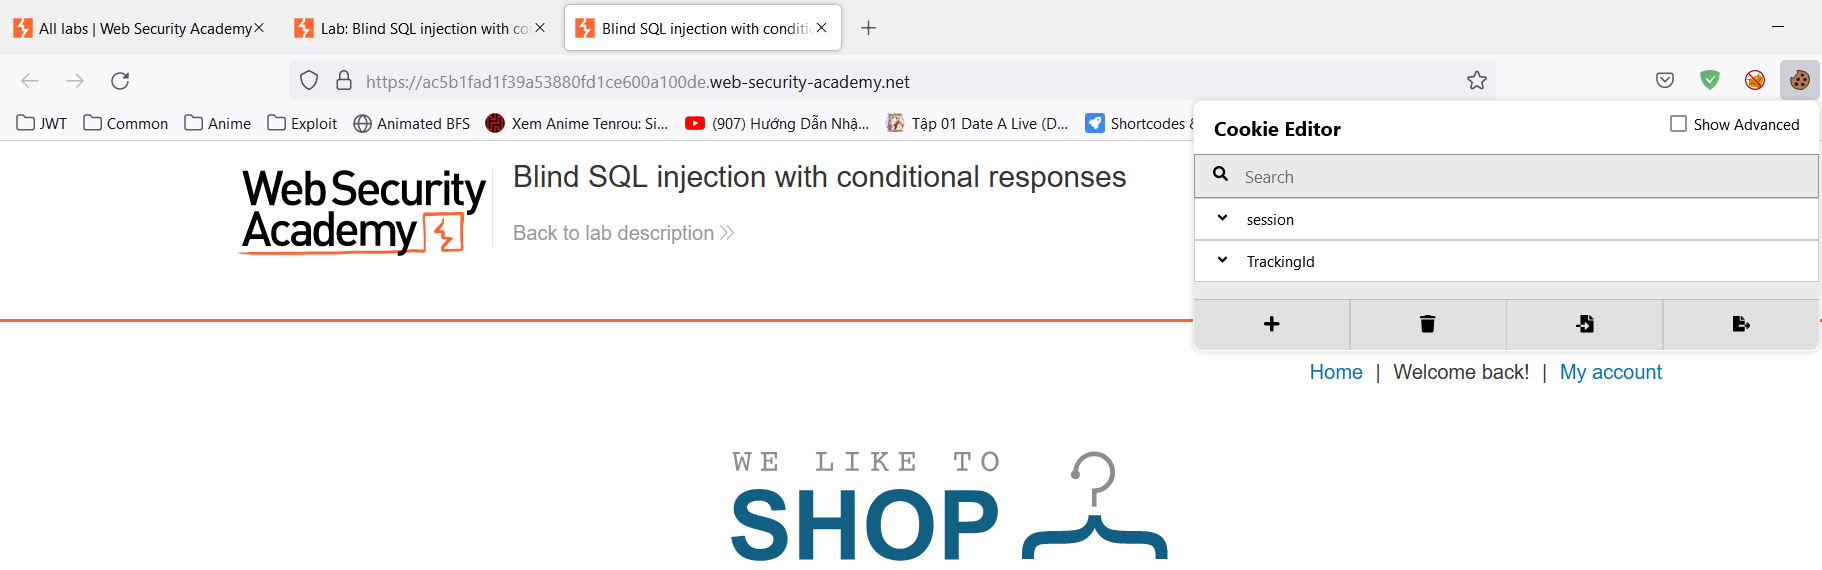 All labs | Web Security Academy
Lab: Blind SQL injection with co
Blind SQL injection with conditi
https://ac5b1fad1f39a53880fd1ce600a100de.web-security-academy.net
JWT
Common
Anime
Exploit
Animated BFS
Xem Anime Tenrou: Si...
(907) Hướng Dẫn Nhậ...
Tập 01 Date A Live (D...
Shortcodes &
Cookie Editor
Show Advanced
Search
session
TrackingId
Web Security
Academy
Blind SQL injection with conditional responses
Back to lab description
Home | Welcome back! | My account
WE LIKE TO
SHOP